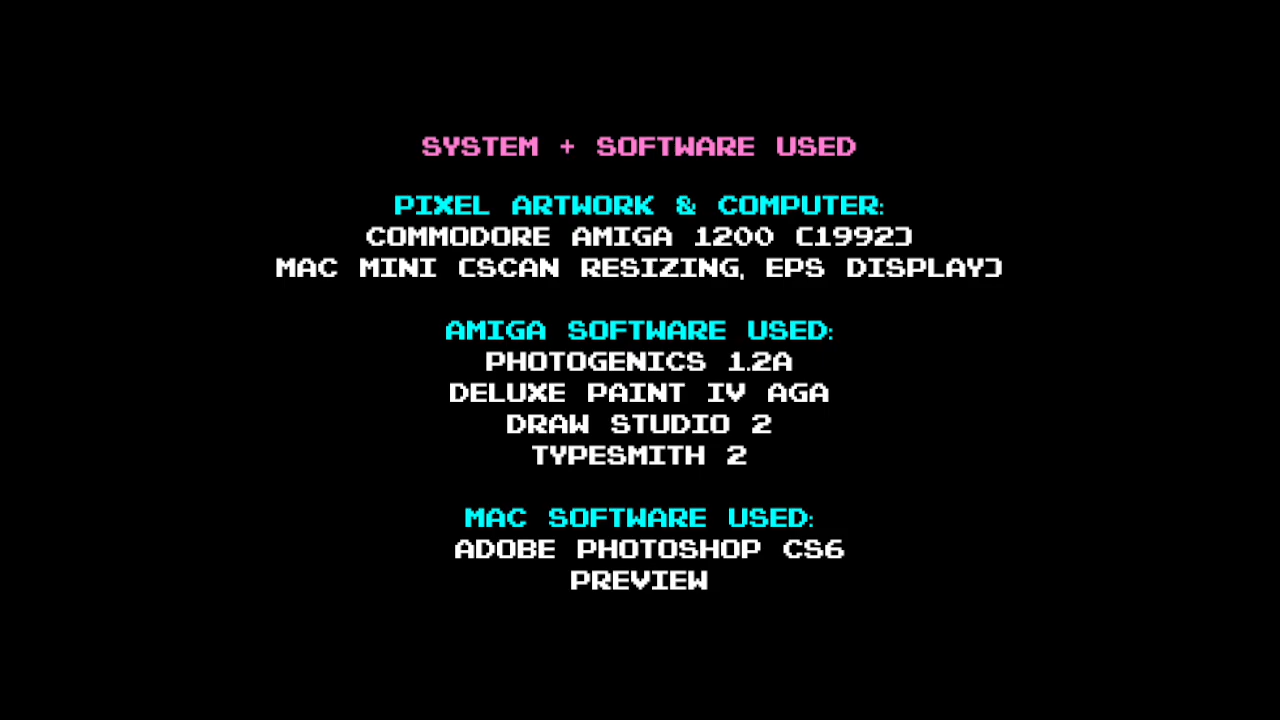 SYSTEM + SOFTWARE USED
PIXEL ARTWORK & COMPUTER:
COMMODORE AMIGA 1200 (1992)
MAC MINI (SCAN RESIZING, EPS DISPLAY)
AMIGA SOFTWARE USED:
PHOTOGENICS 1.2A
DELUXE PAINT IV AGA
DRAW STUDIO 2
TYPESMITH 2
MAC SOFTWARE USED:
ADOBE PHOTOSHOP CS6
PREVIEW